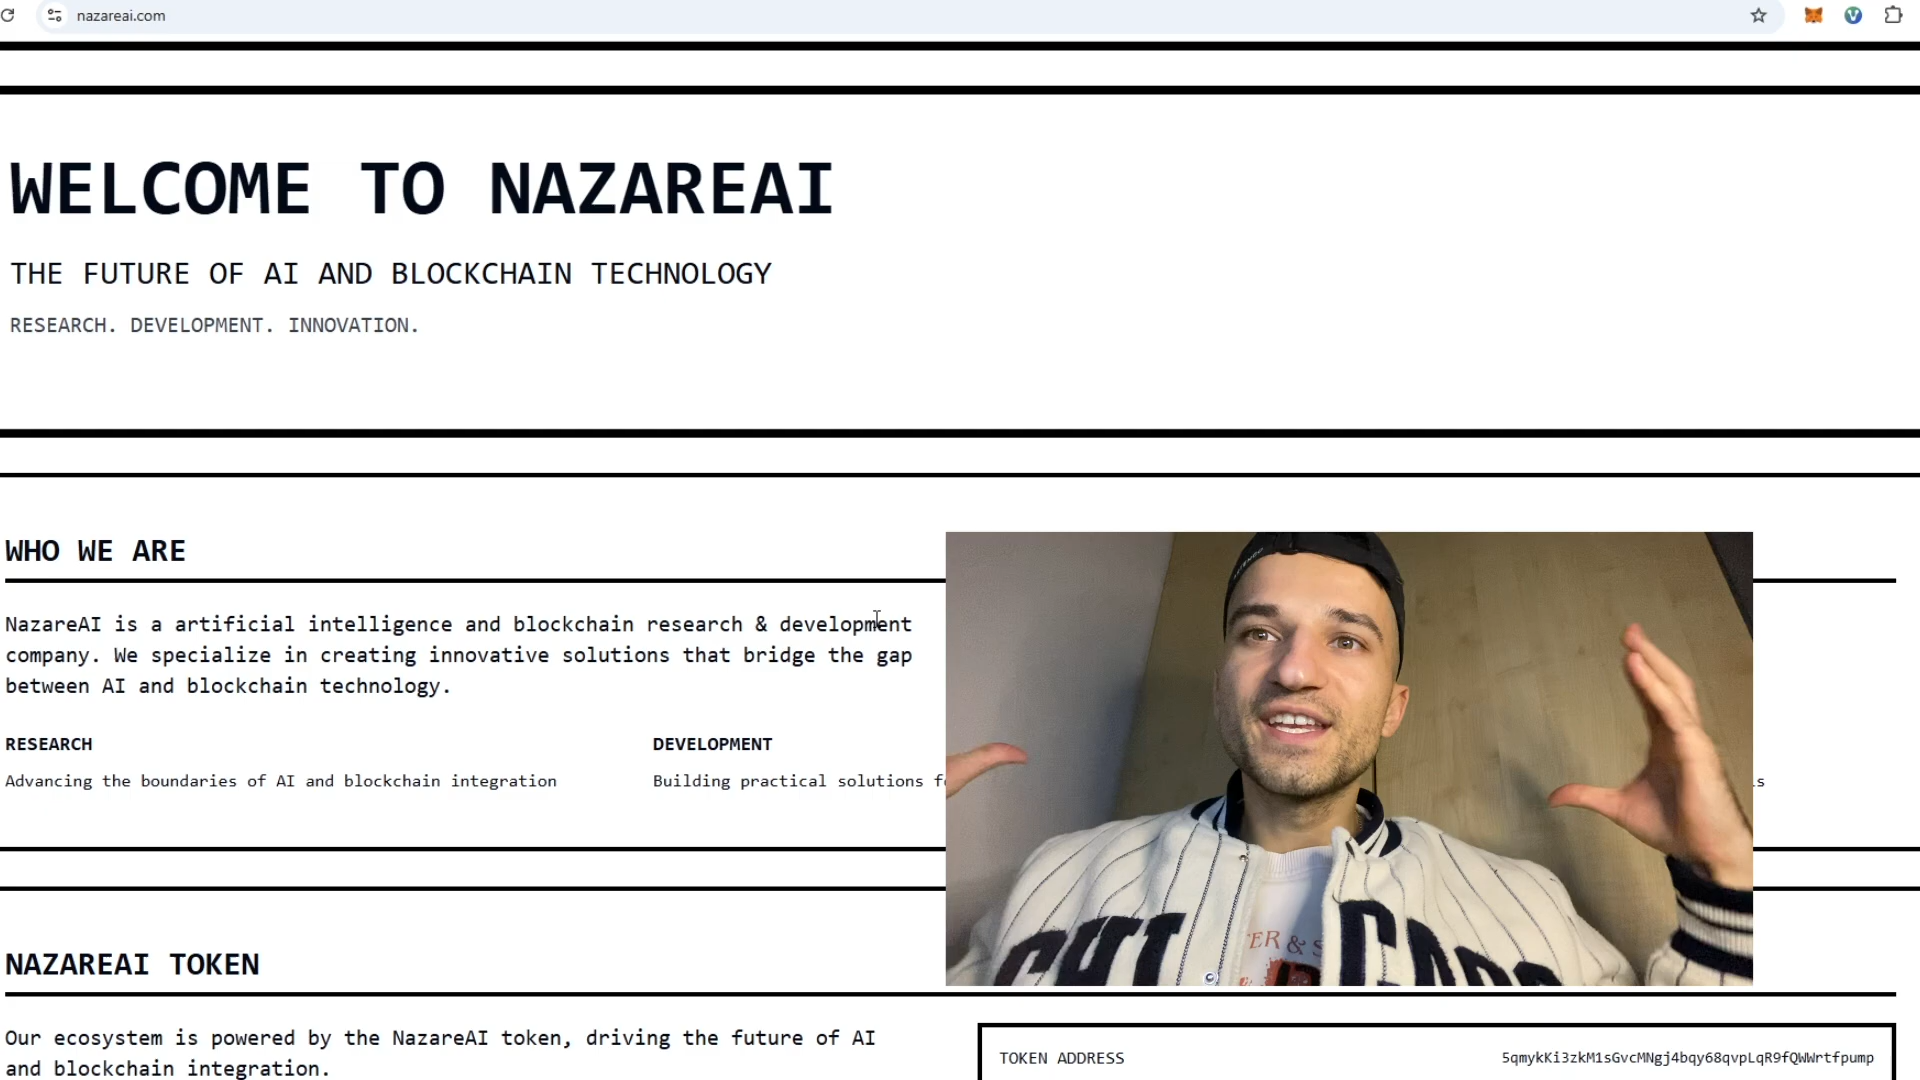 nazareai.com
WELCOME TO NAZAREAI
THE FUTURE OF AI AND BLOCKCHAIN TECHNOLOGY
RESEARCH. DEVELOPMENT. INNOVATION.
WHO WE ARE
NazareAI is a artificial intelligence and blockchain research & development
company. We specialize in creating innovative solutions that bridge the gap
between AI and blockchain technology.
RESEARCH
DEVELOPMENT
Advancing the boundaries of AI and blockchain integration
Building practical solutions
NAZAREAI TOKEN
Our ecosystem is powered by the NazareAI token, driving the future of AI
and blockchain integration.
TOKEN ADDRESS
5qmykKi3zkM1sGvcMNgj4bqy68qvpLqR9fQWWrtfpump